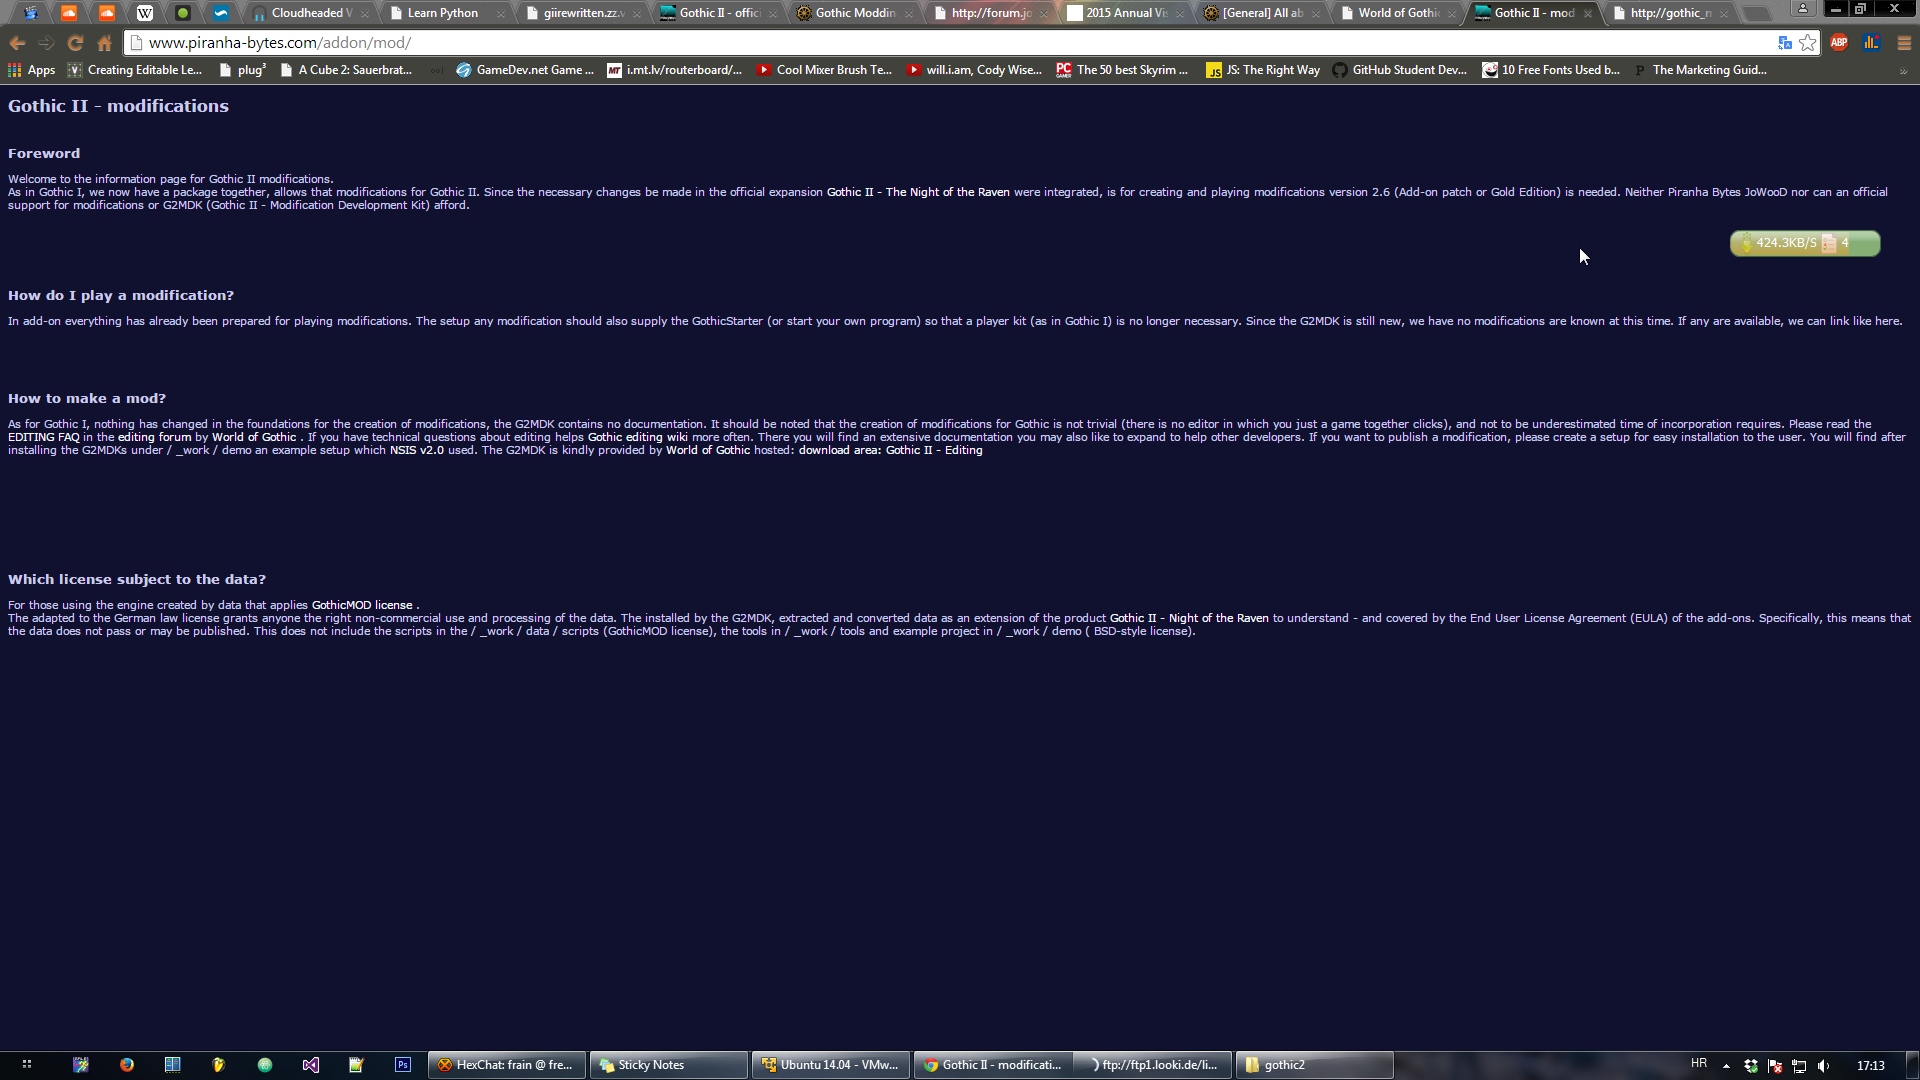 Cloudheaded V
Learn Python
giirewritten.zz.v
Gothic II - offici
Gothic Moddin
http://forum.jo
2015 Annual Vis
[General] All ab
World of Gothic
Gothic II - mod
http://gothic_m
www.piranha-bytes.com/addon/mod/
ABP
Apps
Creating Editable Le...
plug³
A Cube 2: Sauerbrat...
GameDev.net Game ...
i.mt.lv/routerboard/...
Cool Mixer Brush Te...
will.i.am, Cody Wise...
The 50 best Skyrim ...
JS: The Right Way
GitHub Student Dev...
10 Free Fonts Used b...
The Marketing Guid...
Gothic II - modifications
Foreword
Welcome to the information page for Gothic II modifications.
As in Gothic I, we now have a package together, allows that modifications for Gothic II. Since the necessary changes be made in the official expansion Gothic II - The Night of the Raven were integrated, is for creating and playing modifications version 2.6 (Add-on patch or Gold Edition) is needed. Neither Piranha Bytes JoWooD nor can an official
support for modifications or G2MDK (Gothic II - Modification Development Kit) afford.
424.3KB/S 4
How do I play a modification?
In add-on everything has already been prepared for playing modifications. The setup any modification should also supply the GothicStarter (or start your own program) so that a player kit (as in Gothic I) is no longer necessary. Since the G2MDK is still new, we have no modifications are known at this time. If any are available, we can link like here.
How to make a mod?
As for Gothic I, nothing has changed in the foundations for the creation of modifications, the G2MDK contains no documentation. It should be noted that the creation of modifications for Gothic is not trivial (there is no editor in which you just a game together clicks), and not to be underestimated time of incorporation requires. Please read the
EDITING FAQ in the editing forum by World of Gothic . If you have technical questions about editing helps Gothic editing wiki more often. There you will find an extensive documentation you may also like to expand to help other developers. If you want to publish a modification, please create a setup for easy installation to the user. You will find after
installing the G2MDKs under / _work / demo an example setup which NSIS v2.0 used. The G2MDK is kindly provided by World of Gothic hosted: download area: Gothic II - Editing
Which license subject to the data?
For those using the engine created by data that applies GothicMOD license .
The adapted to the German law license grants anyone the right non-commercial use and processing of the data. The installed by the G2MDK, extracted and converted data as an extension of the product Gothic II - Night of the Raven to understand - and covered by the End User License Agreement (EULA) of the add-ons. Specifically, this means that
the data does not pass or may be published. This does not include the scripts in the / _work / data / scripts (GothicMOD license), the tools in / _work / tools and example project in / _work / demo ( BSD-style license).
HexChat: frain @ fre...
Sticky Notes
Ubuntu 14.04 - VMw...
Gothic II - modificati...
ftp://ftp1.looki.de/li...
gothic2
HR
17:13